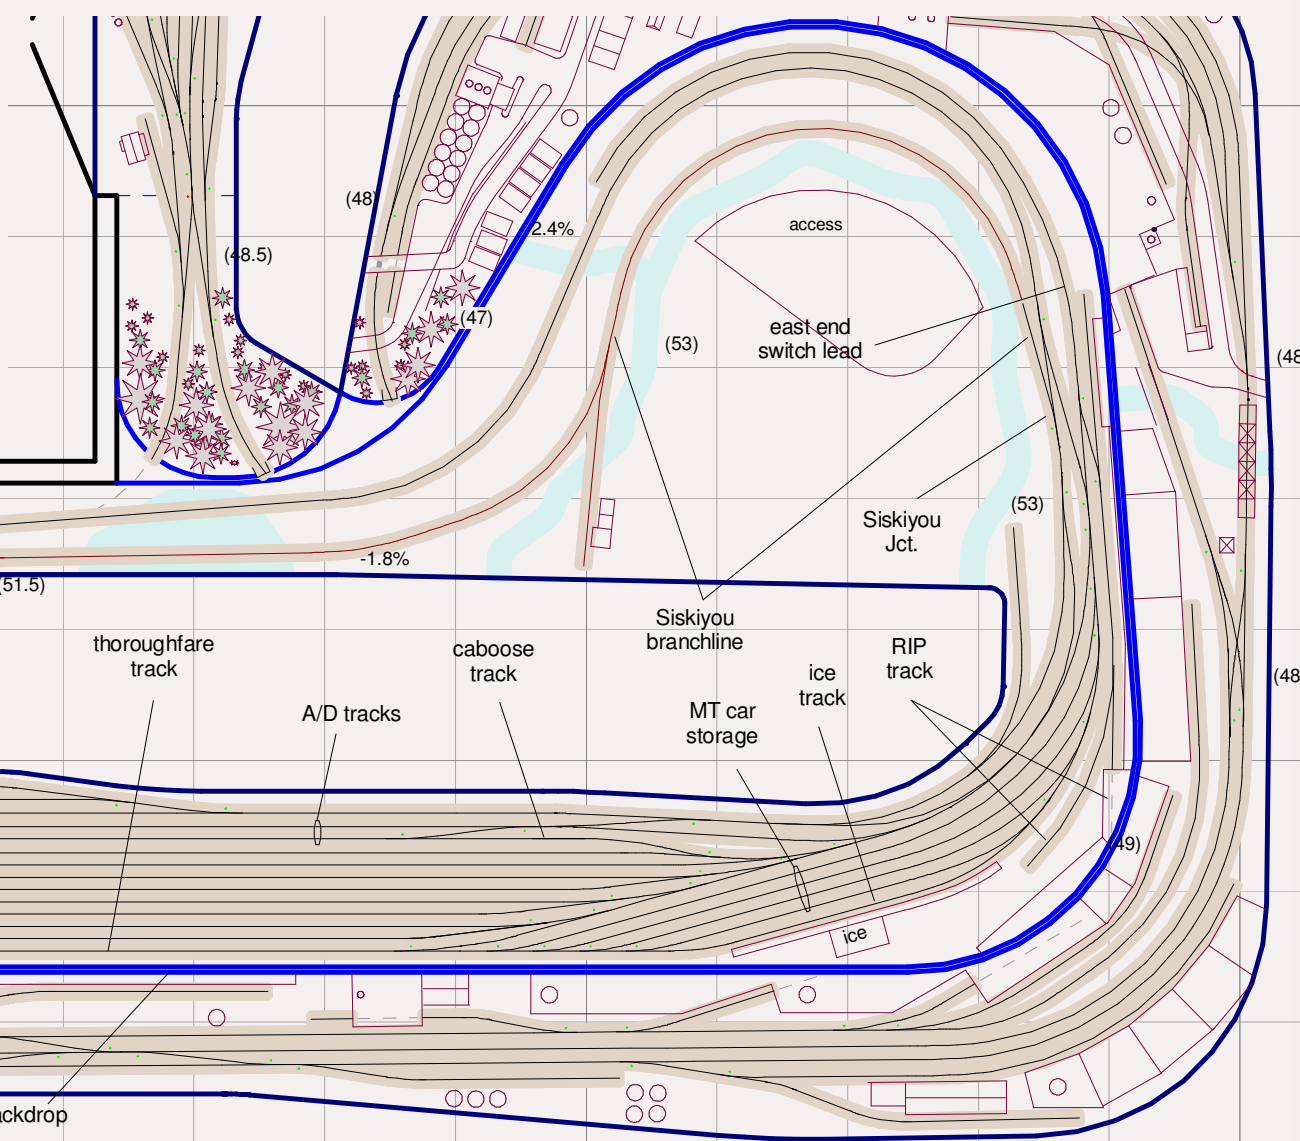 (48)
2.4%
access
(48.5)
(47)
east end
switch lead
(53)
(48
Siskiyou
Jct.
(53)
-1.8%
(51.5)
Siskiyou
branchline
thoroughfare
track
caboose
track
RIP
track
ice
track
(48
A/D tracks
MT car
storage
49)
ice
ackdrop